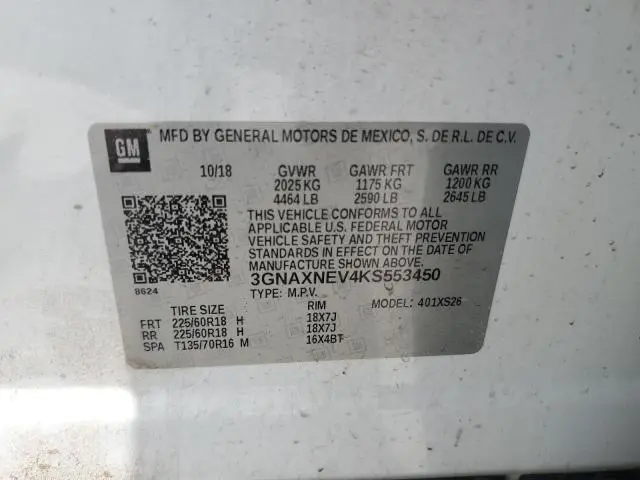 GM MFD BY GENERAL MOTORS DE MEXICO, S. DE R.L. DE C.V.
10/18 GVWR GAWR FRT GAWR RR
2025 KG 1175 KG 1200 KG
4464 LB 2590 LB 2645 LB
THIS VEHICLE CONFORMS TO ALL
APPLICABLE U.S. FEDERAL MOTOR
VEHICLE SAFETY AND THEFT PREVENTION
STANDARDS IN EFFECT ON THE DATE OF
MANUFACTURE SHOWN ABOVE.
8624 3GNAXNEV4KS553450
TYPE: M.P.V. MODEL: 401XS26
TIRE SIZE RIM
FRT 225/60R18 H 18X7J
RR 225/60R18 H 18X7J
SPA T135/70R16 M 16X4BT